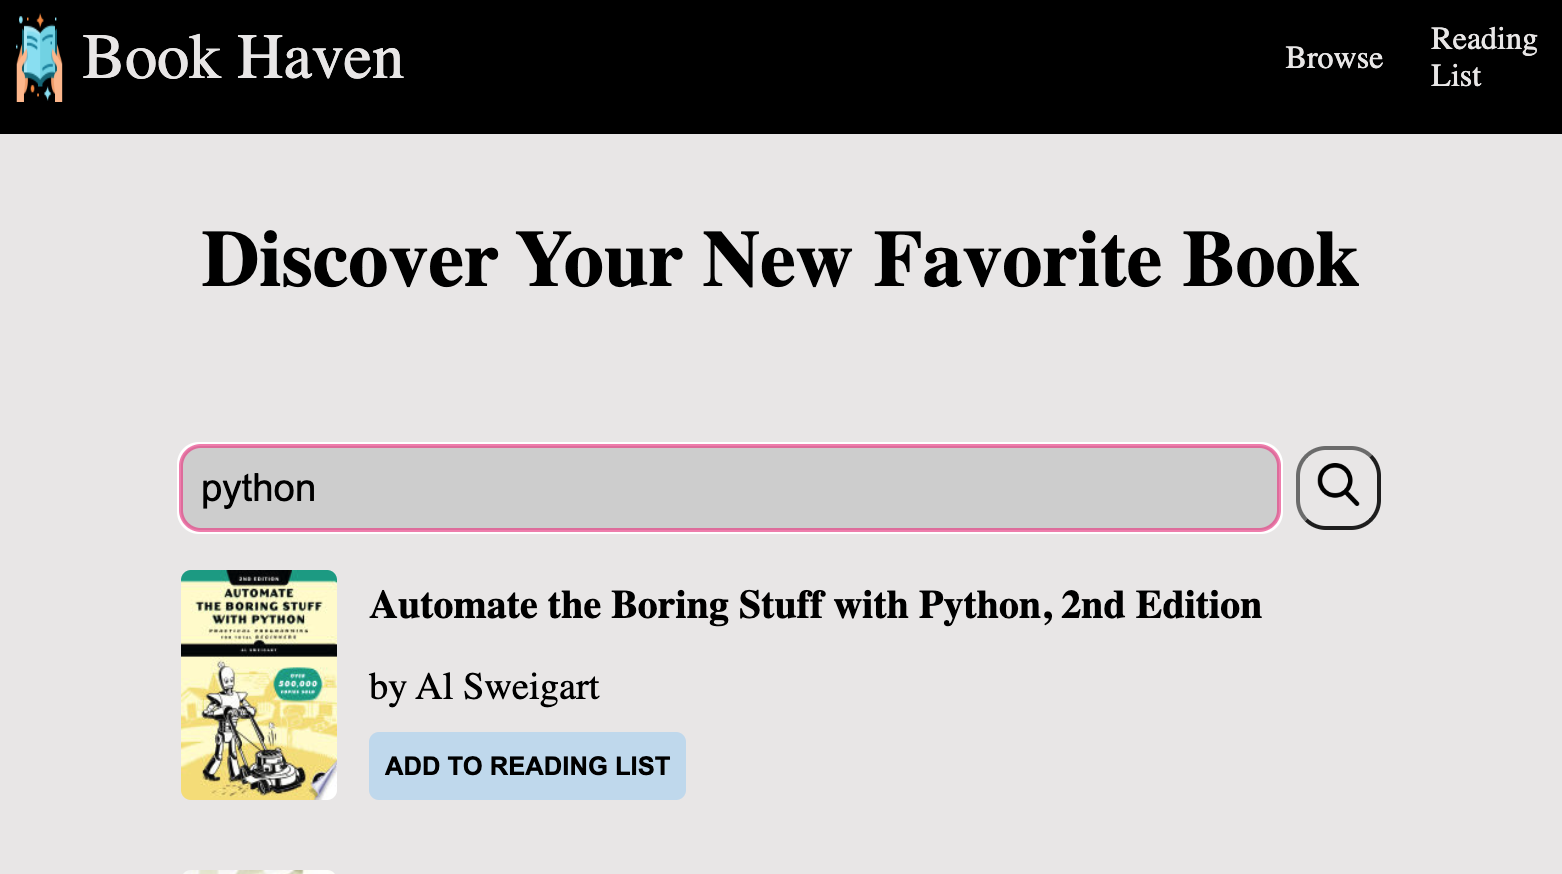 Book Haven
Browse
Reading
List
Discover Your New Favorite Book
python
2ND EDITION
AUTOMATE
THE BORING STUFF
WITH PYTHON
PRACTICAL PROGRAMMING
FOR TOTAL BEGINNERS
AL SWEIGART
OVER
500,000
COPIES SOLD
Automate the Boring Stuff with Python, 2nd Edition
by Al Sweigart
ADD TO READING LIST